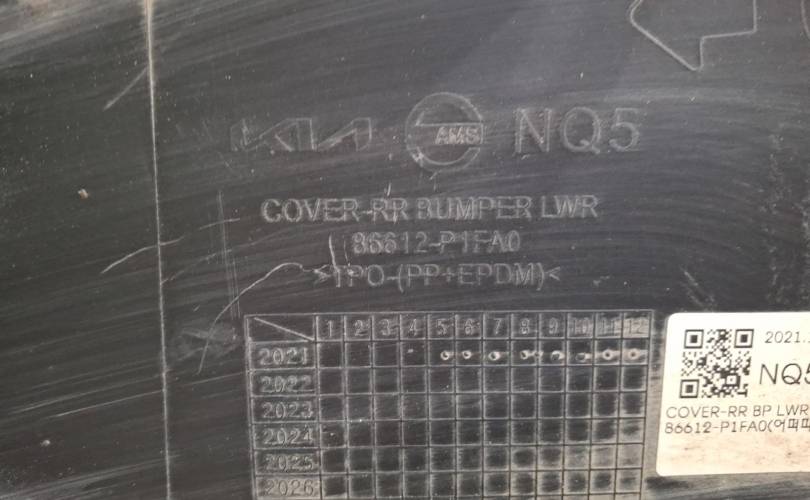 KIA AMS NQ5
COVER-RR BUMPER LWR
86612-P1FA0
>TPO-(PP+EPDM)<
1 2 3 4 5 6 7 8 9 10 11 12
2021
2022
2023
2024
2025
2026
2021.
NQ5
COVER-RR BP LWR
86612-P1FA0(어퍼